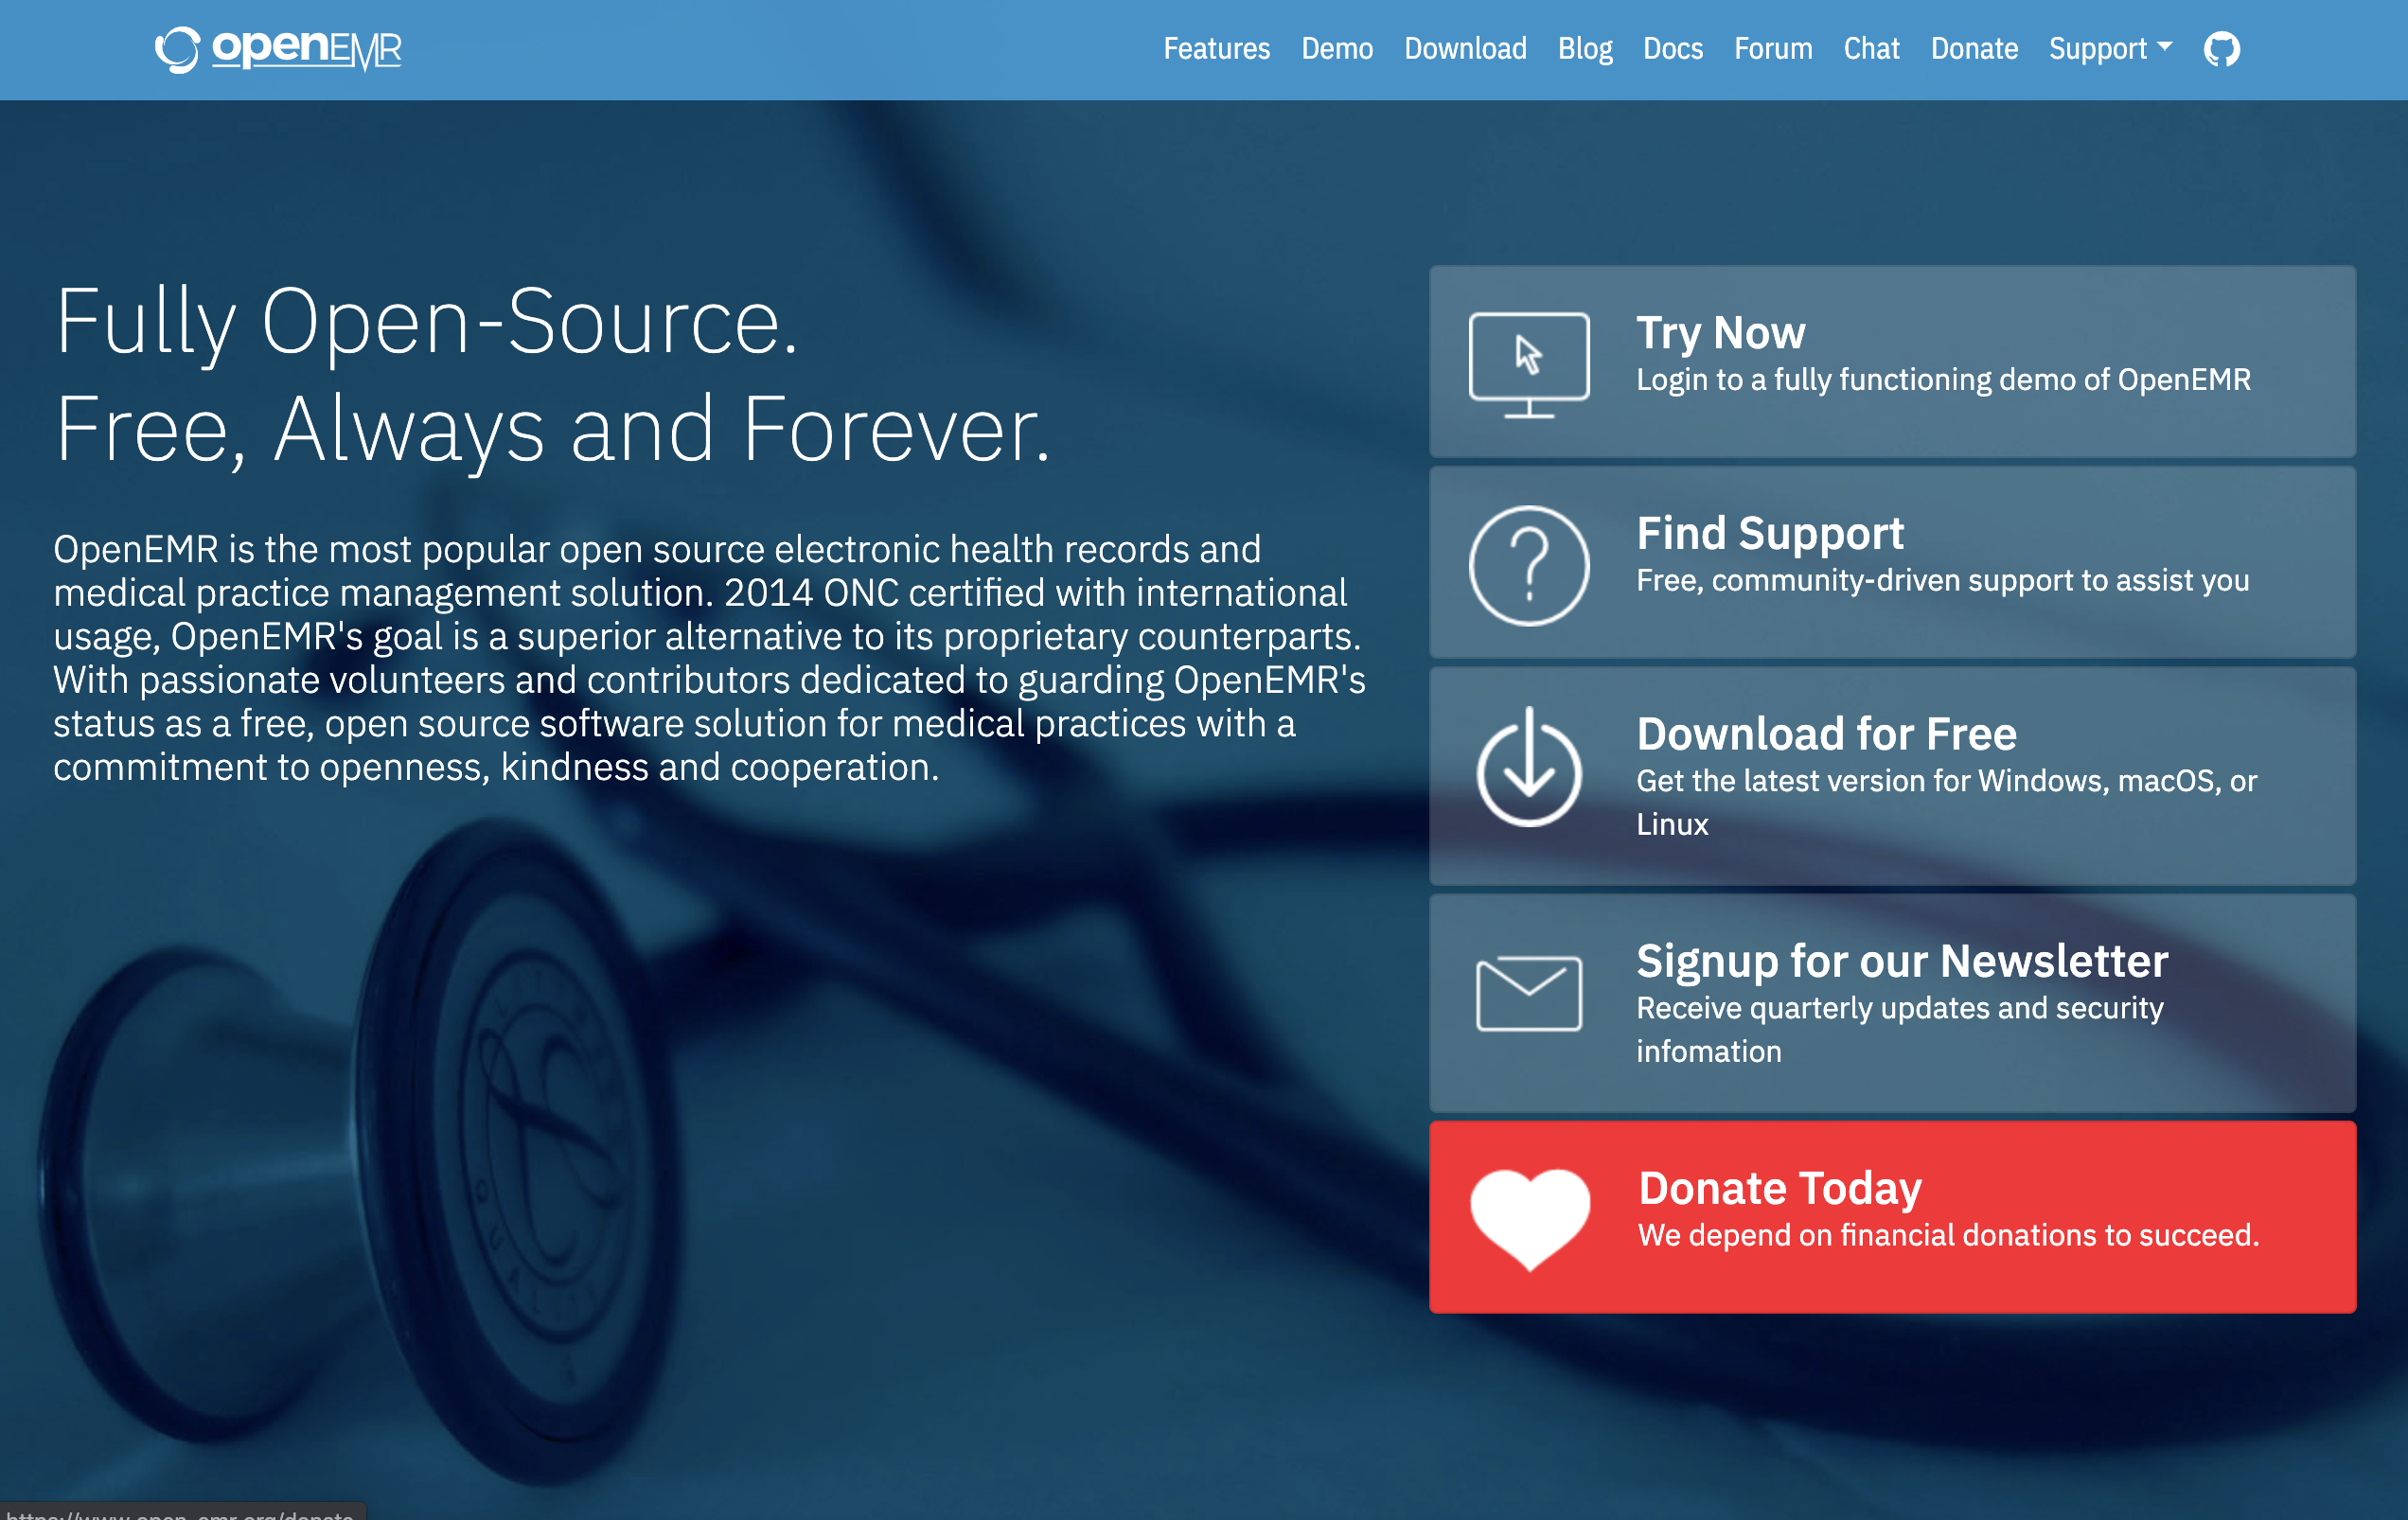 openEMR
Features Demo Download Blog Docs Forum Chat Donate Support
Fully Open-Source.
Free, Always and Forever.
OpenEMR is the most popular open source electronic health records and
medical practice management solution. 2014 ONC certified with international
usage, OpenEMR's goal is a superior alternative to its proprietary counterparts.
With passionate volunteers and contributors dedicated to guarding OpenEMR's
status as a free, open source software solution for medical practices with a
commitment to openness, kindness and cooperation.
Try Now
Login to a fully functioning demo of OpenEMR
Find Support
Free, community-driven support to assist you
Download for Free
Get the latest version for Windows, macOS, or
Linux
Signup for our Newsletter
Receive quarterly updates and security
infomation
Donate Today
We depend on financial donations to succeed.
QUALITY
https://www.open-emr.org/donate